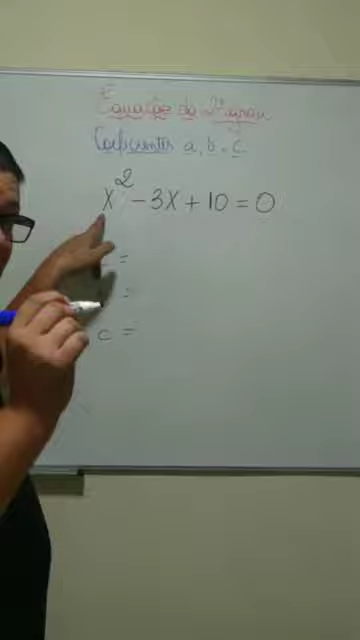 Equação do 2º grau
Coeficientes a, b e c
x² - 3x + 10 = 0
=
=
c =